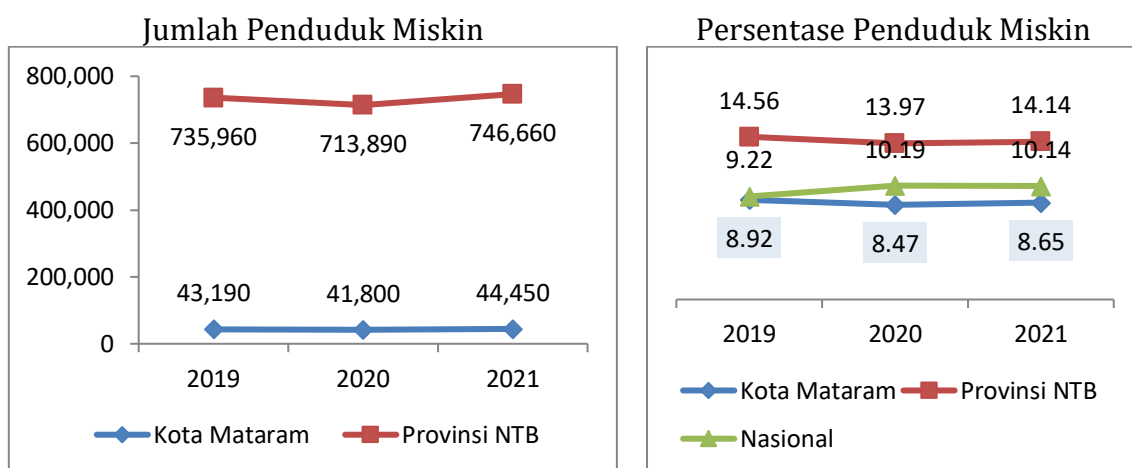 Jumlah Penduduk Miskin
800,000
600,000
400,000
200,000
0
735,960 713,890 746,660
43,190 41,800 44,450
2019 2020 2021
Kota Mataram Provinsi NTB
Persentase Penduduk Miskin
14.56 13.97 14.14
9.22 10.19 10.14
8.92 8.47 8.65
2019 2020 2021
Kota Mataram Provinsi NTB
Nasional